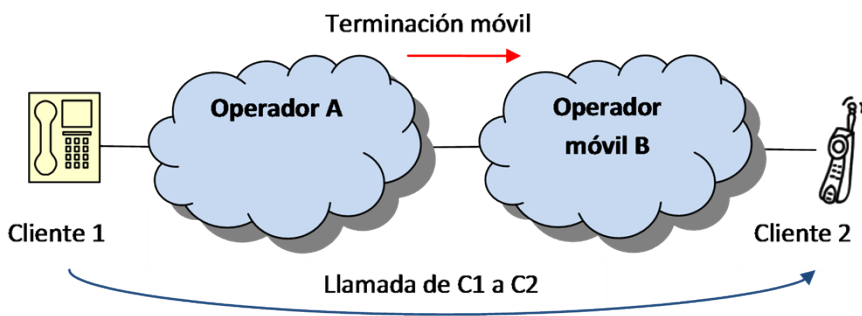 Terminación móvil
Operador A
Operador
móvil B
Cliente 1
Cliente 2
Llamada de C1 a C2